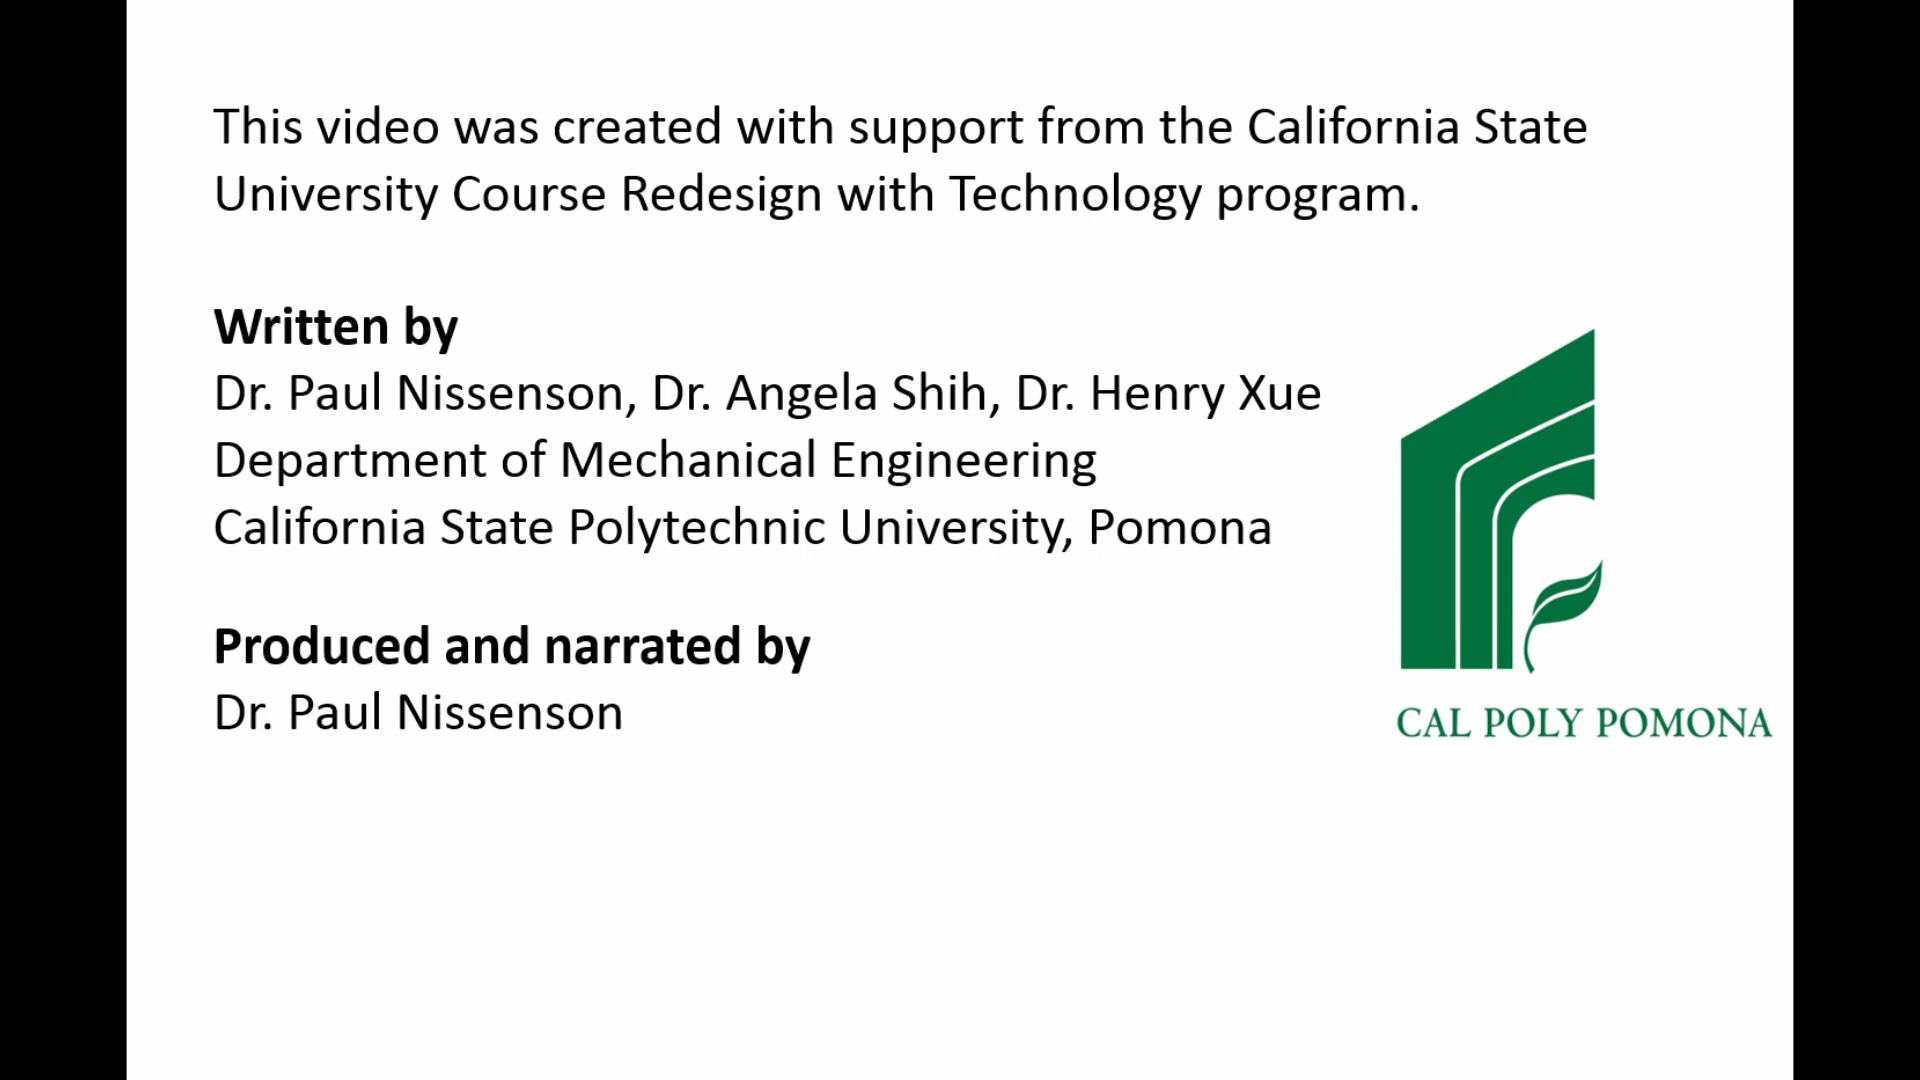 This video was created with support from the California State
University Course Redesign with Technology program.
Written by
Dr. Paul Nissenson, Dr. Angela Shih, Dr. Henry Xue
Department of Mechanical Engineering
California State Polytechnic University, Pomona
Produced and narrated by
Dr. Paul Nissenson
CAL POLY POMONA